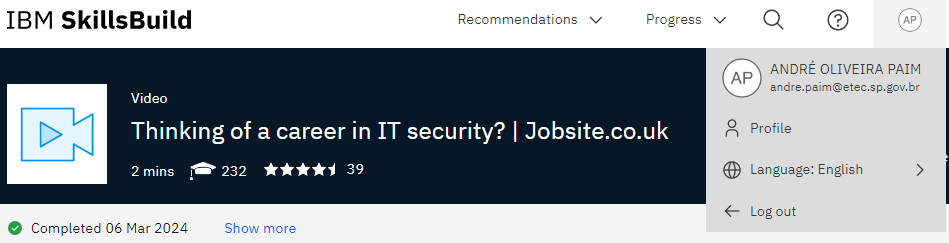 IBM SkillsBuild
Recommendations
Progress
AP
AP
ANDRÉ OLIVEIRA PAIM
andre.paim@etec.sp.gov.br
Profile
Language: English
Log out
Video
Thinking of a career in IT security? | Jobsite.co.uk
2 mins 232 39
Completed 06 Mar 2024 Show more